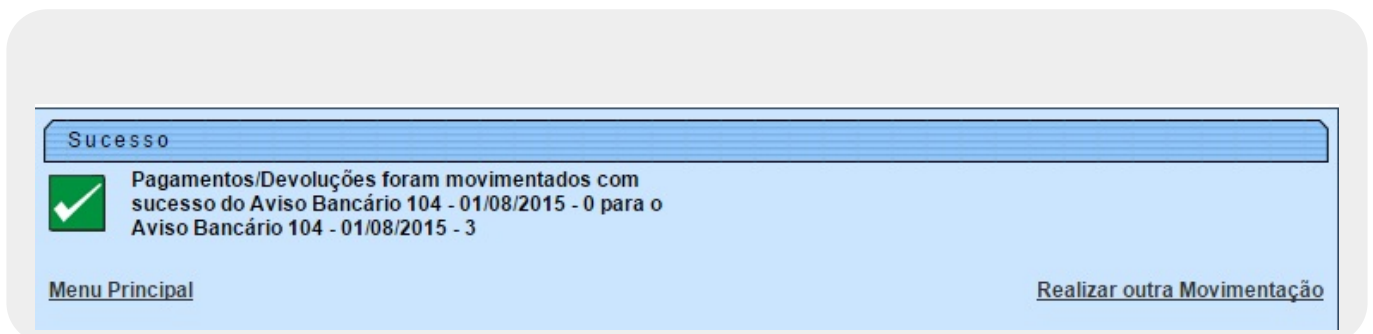 Sucesso
Pagamentos/Devoluções foram movimentados com
sucesso do Aviso Bancário 104 - 01/08/2015 - 0 para o
Aviso Bancário 104 - 01/08/2015 - 3
Menu Principal
Realizar outra Movimentação